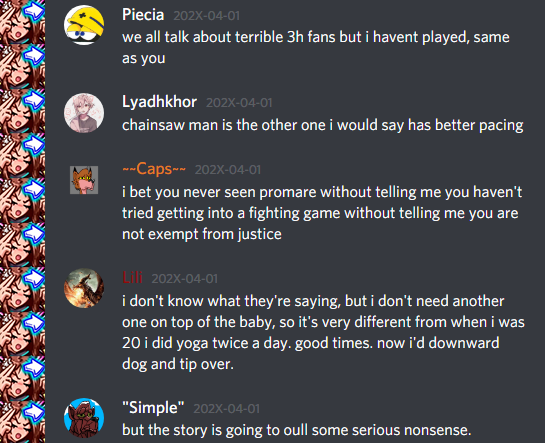 Piecia 202X-04-01
we all talk about terrible 3h fans but i havent played, same
as you
Lyadhkhor 202X-04-01
chainsaw man is the other one i would say has better pacing
~~Caps~~ 202X-04-01
i bet you never seen promare without telling me you haven't
tried getting into a fighting game without telling me you are
not exempt from justice
Lili 202X-04-01
i don't know what they're saying, but i don't need another
one on top of the baby, so it's very different from when i was
20 i did yoga twice a day. good times. now i'd downward
dog and tip over.
"Simple" 202X-04-01
but the story is going to oull some serious nonsense.